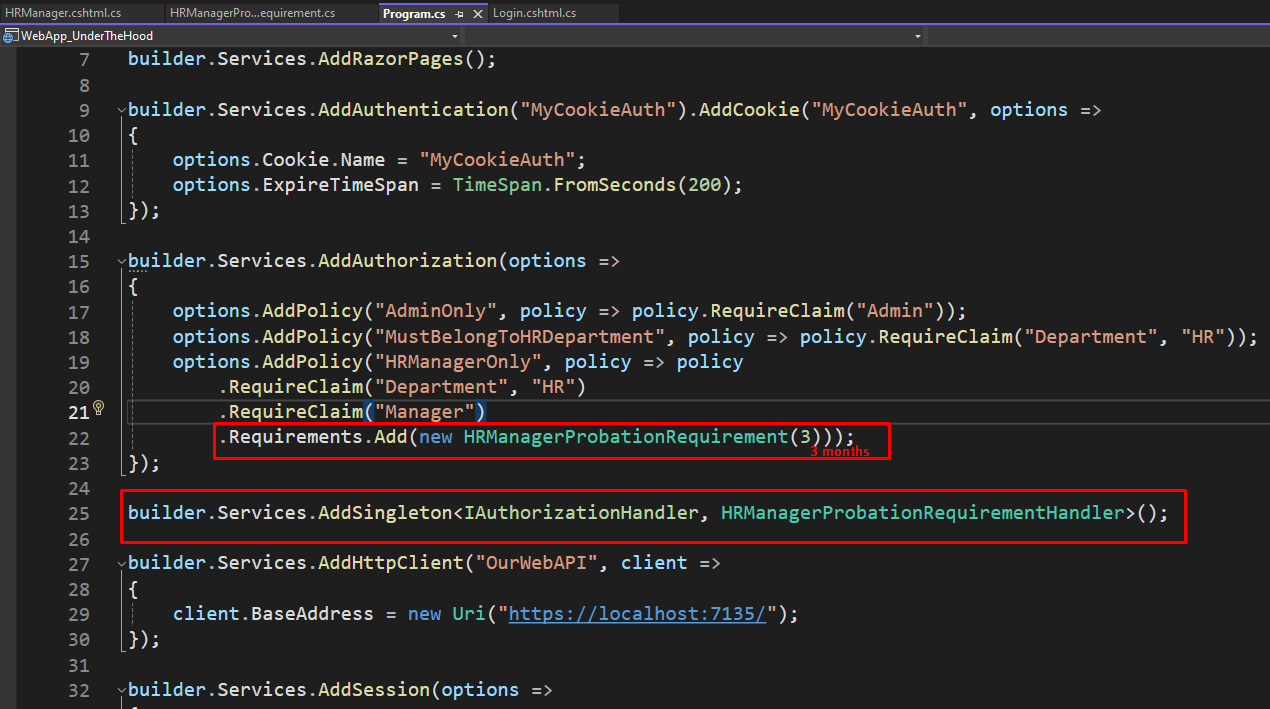 HRManager.cshtml.cs HRManagerPro...equirement.cs Program.cs Login.cshtml.cs
WebApp_UnderTheHood
7 builder.Services.AddRazorPages();
8
9 builder.Services.AddAuthentication("MyCookieAuth").AddCookie("MyCookieAuth", options =>
10 {
11 options.Cookie.Name = "MyCookieAuth";
12 options.ExpireTimeSpan = TimeSpan.FromSeconds(200);
13 });
14
15 builder.Services.AddAuthorization(options =>
16 {
17 options.AddPolicy("AdminOnly", policy => policy.RequireClaim("Admin"));
18 options.AddPolicy("MustBelongToHRDepartment", policy => policy.RequireClaim("Department", "HR"));
19 options.AddPolicy("HRManagerOnly", policy => policy
20 .RequireClaim("Department", "HR")
21 .RequireClaim("Manager")
22 .Requirements.Add(new HRManagerProbationRequirement(3)));
3 months
23 });
24
25 builder.Services.AddSingleton<IAuthorizationHandler, HRManagerProbationRequirementHandler>();
26
27 builder.Services.AddHttpClient("OurWebAPI", client =>
28 {
29 client.BaseAddress = new Uri("https://localhost:7135/");
30 });
31
32 builder.Services.AddSession(options =>